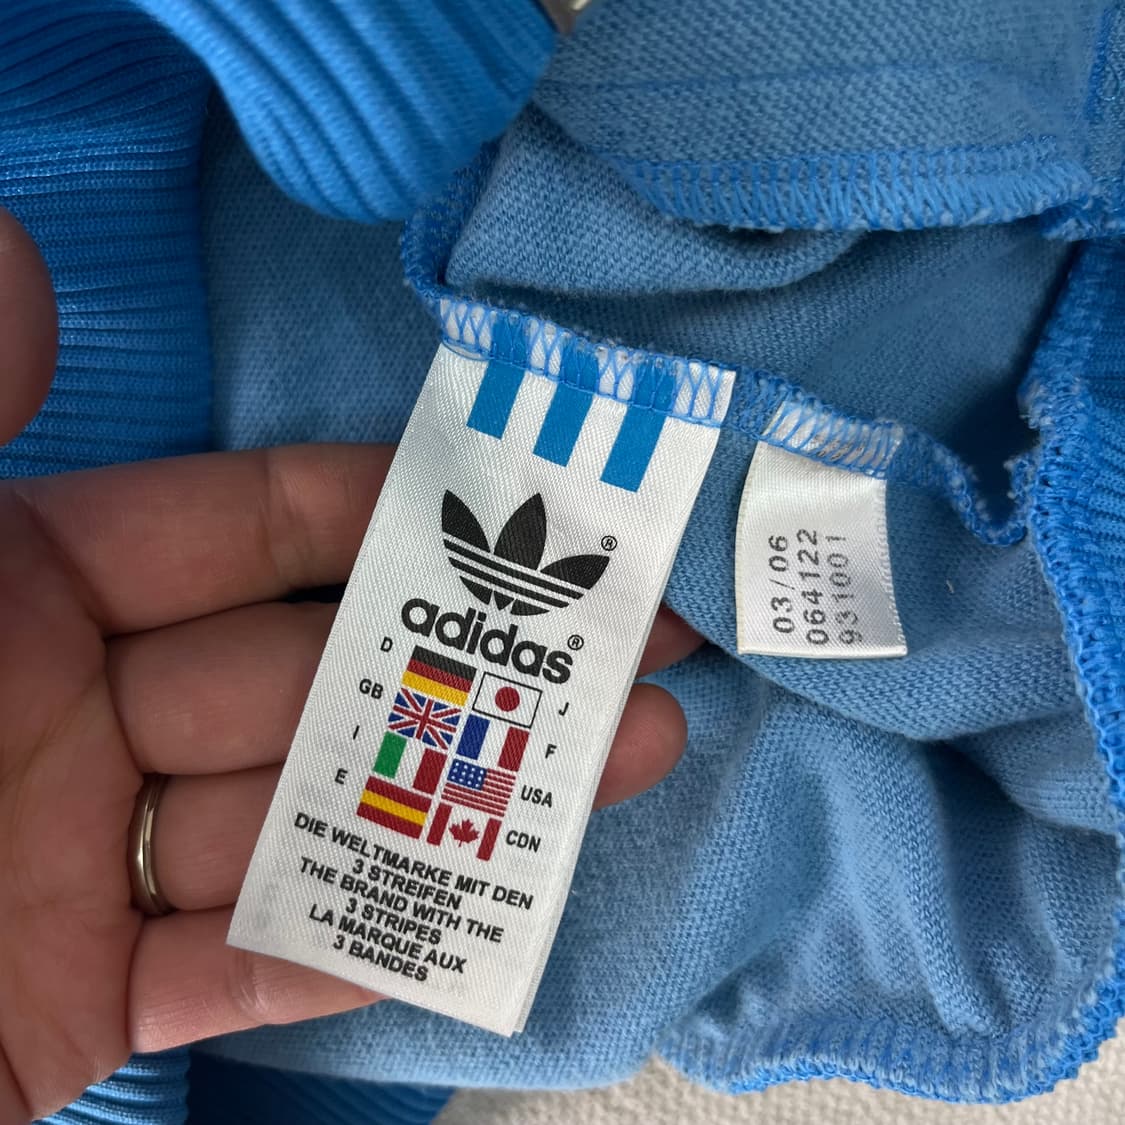 ®
adidas®
D
J
GB
F
I
USA
E
CDN
DIE WELTMARKE MIT DEN
3 STREIFEN
THE BRAND WITH THE
3 STRIPES
LA MARQUE AUX
3 BANDES
03/06
064122
931001